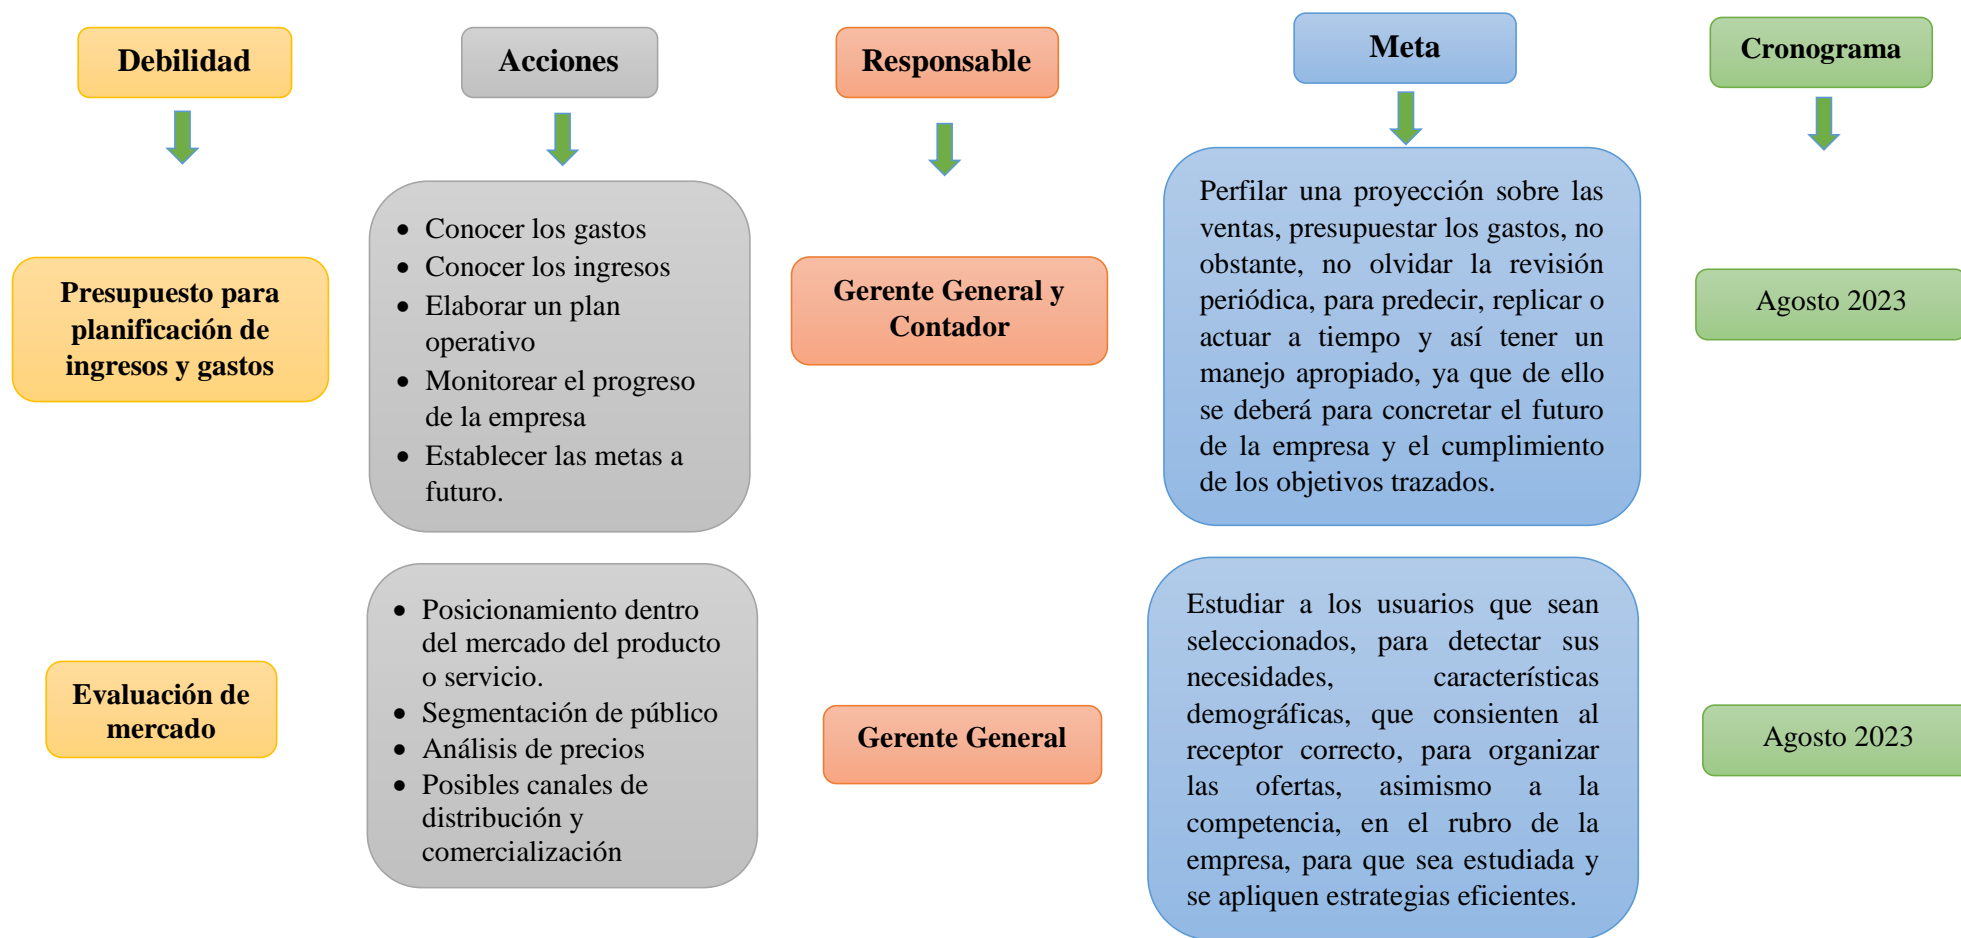 Debilidad
Acciones
Responsable
Meta
Cronograma
Presupuesto para
planificación de
ingresos y gastos
• Conocer los gastos
• Conocer los ingresos
• Elaborar un plan
operativo
• Monitorear el progreso
de la empresa
• Establecer las metas a
futuro.
Gerente General y
Contador
Perfilar una proyección sobre las
ventas, presupuestar los gastos, no
obstante, no olvidar la revisión
periódica, para predecir, replicar o
actuar a tiempo y así tener un
manejo apropiado, ya que de ello
se deberá para concretar el futuro
de la empresa y el cumplimiento
de los objetivos trazados.
Agosto 2023
Evaluación de
mercado
• Posicionamiento dentro
del mercado del producto
o servicio.
• Segmentación de público
• Análisis de precios
• Posibles canales de
distribución y
comercialización
Gerente General
Estudiar a los usuarios que sean
seleccionados, para detectar sus
necesidades, características
demográficas, que consienten al
receptor correcto, para organizar
las ofertas, asimismo a la
competencia, en el rubro de la
empresa, para que sea estudiada y
se apliquen estrategias eficientes.
Agosto 2023